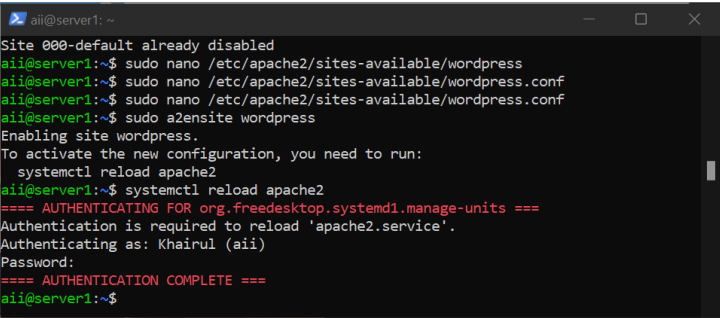 aii@server1: ~
Site 000-default already disabled
aii@server1:~$ sudo nano /etc/apache2/sites-available/wordpress
aii@server1:~$ sudo nano /etc/apache2/sites-available/wordpress.conf
aii@server1:~$ sudo nano /etc/apache2/sites-available/wordpress.conf
aii@server1:~$ sudo a2ensite wordpress
Enabling site wordpress.
To activate the new configuration, you need to run:
  systemctl reload apache2
aii@server1:~$ systemctl reload apache2
==== AUTHENTICATING FOR org.freedesktop.systemd1.manage-units ===
Authentication is required to reload 'apache2.service'.
Authenticating as: Khairul (aii)
Password:
==== AUTHENTICATION COMPLETE ===
aii@server1:~$